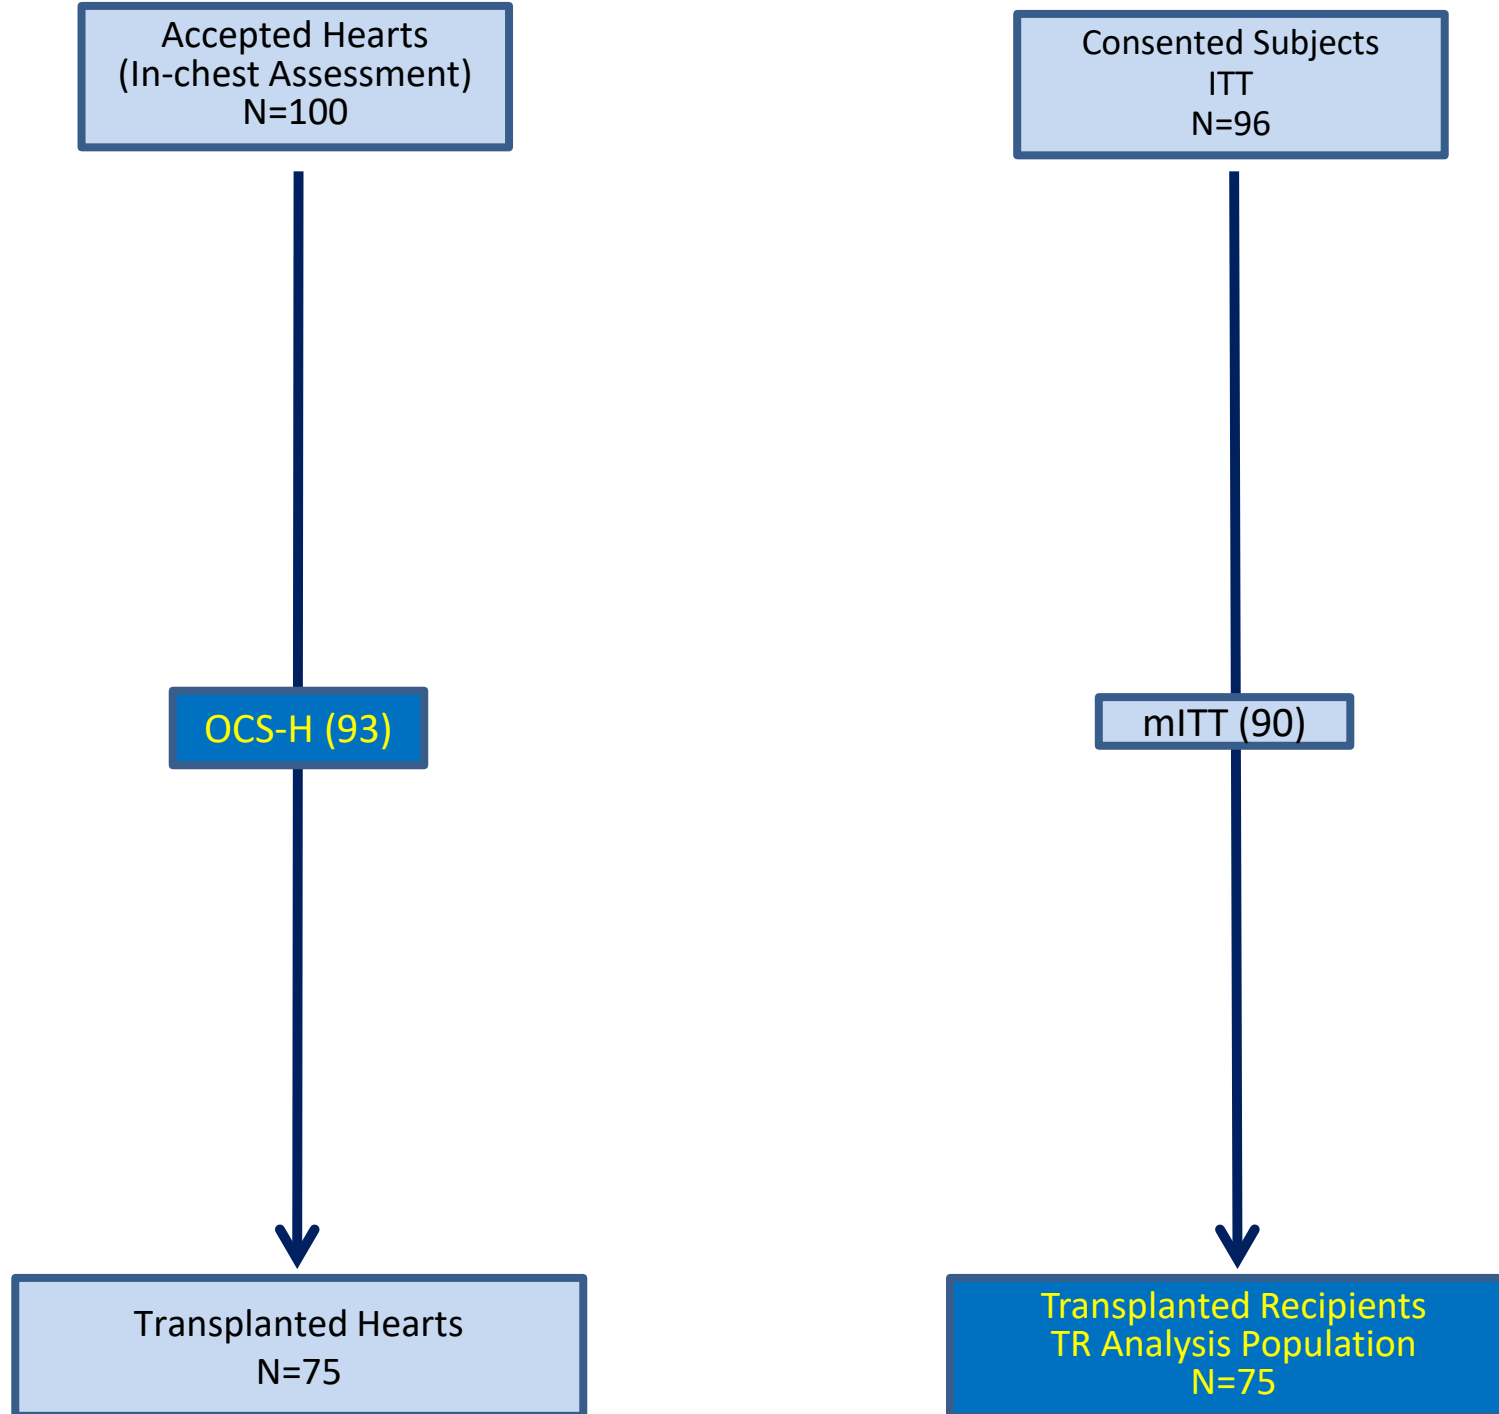 Accepted Hearts
(In-chest Assessment)
N=100
Consented Subjects
ITT
N=96
OCS-H (93)
mITT (90)
Transplanted Hearts
N=75
Transplanted Recipients
TR Analysis Population
N=75